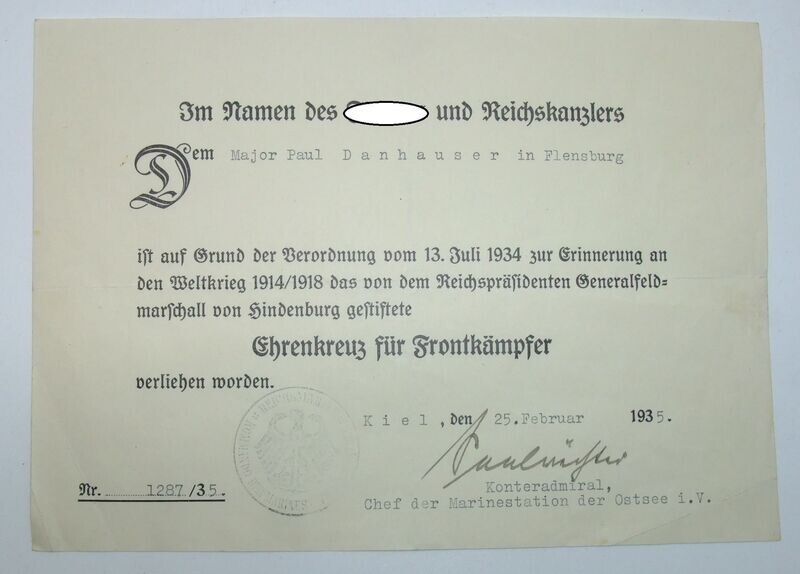 Im Namen des und Reichskanzlers
Dem Major Paul Danhauser in Flensburg
ist auf Grund der Verordnung vom 13. Juli 1934 zur Erinnerung an
den Weltkrieg 1914/1918 das von dem Reichspräsidenten Generalfeld-
marschall von Hindenburg gestiftete
Ehrenkreuz für Frontkämpfer
verliehen worden.
Kiel, den 25. Februar 1935.
Konteradmiral,
Chef der Marinestation der Ostsee i.V.
Nr. 1287/35.